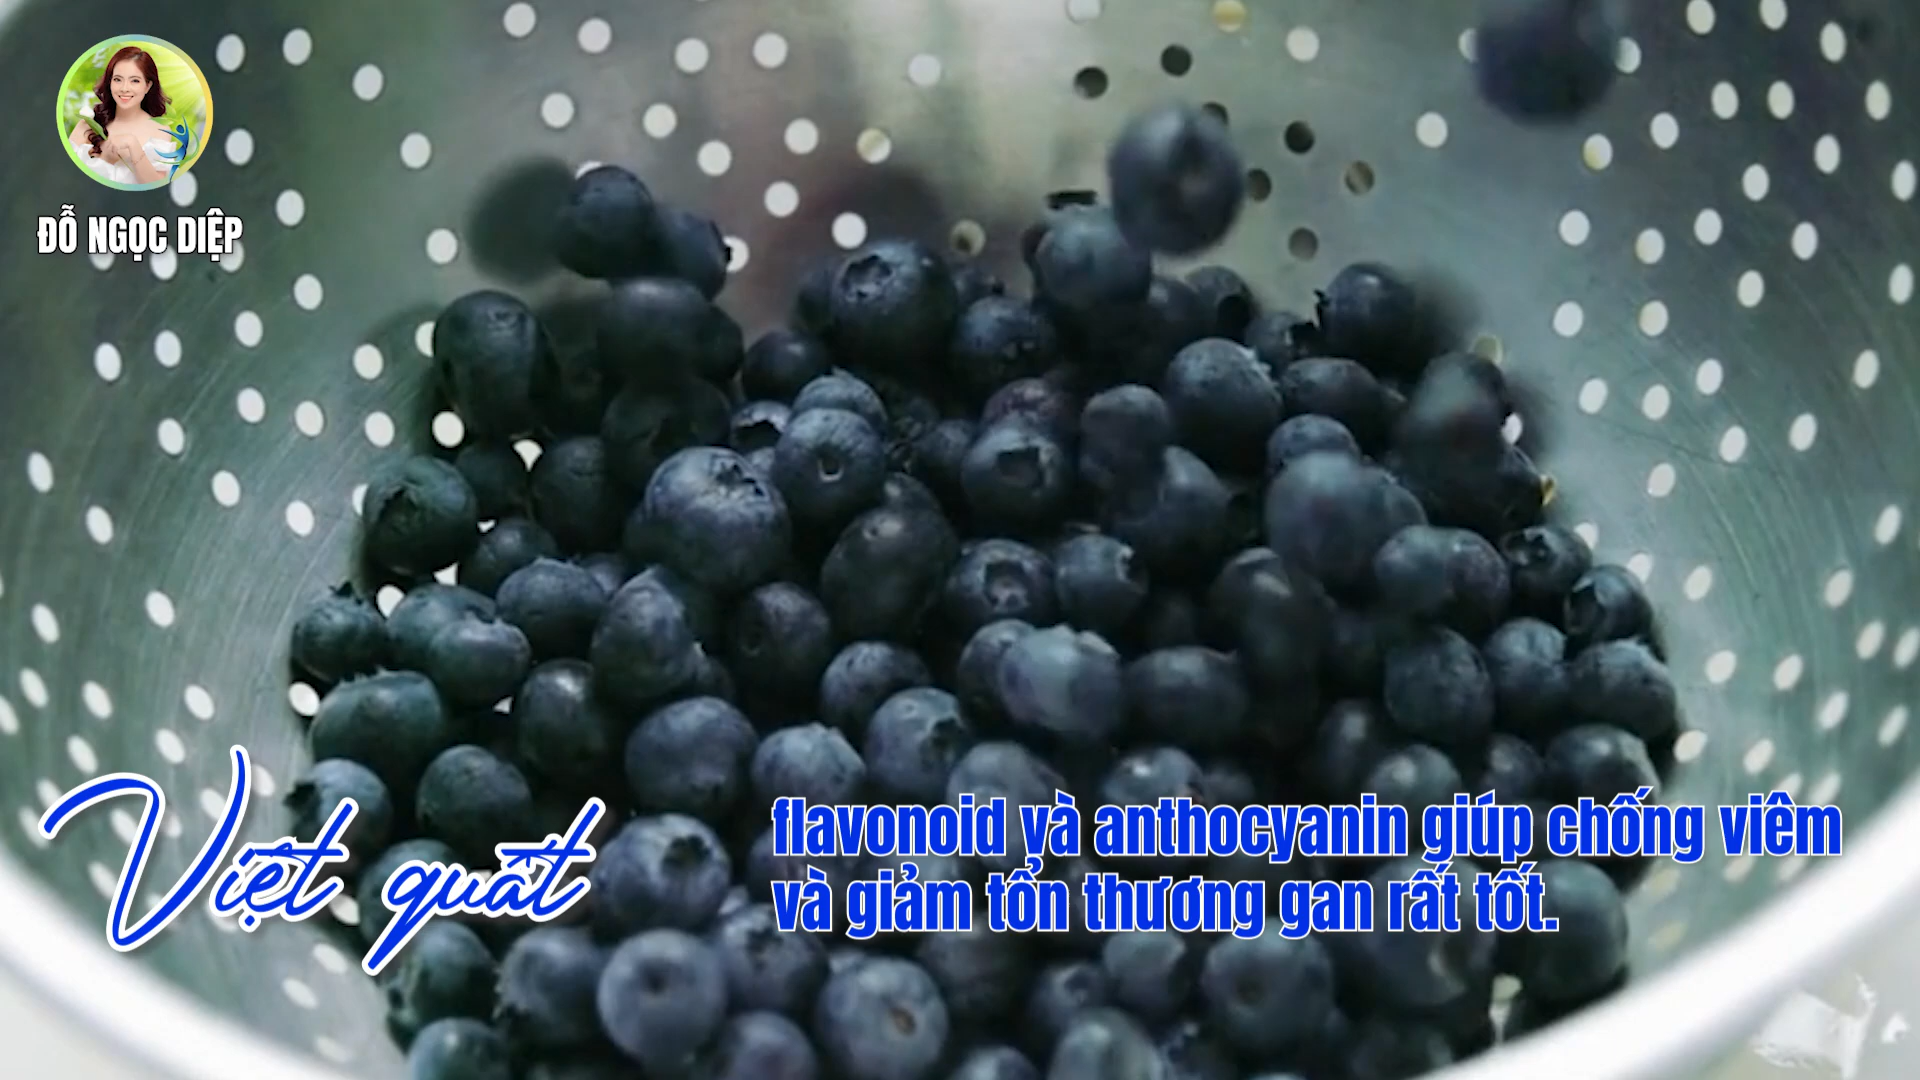 ĐỖ NGỌC DIỆP
Việt quất
flavonoid và anthocyanin giúp chống viêm
và giảm tổn thương gan rất tốt.